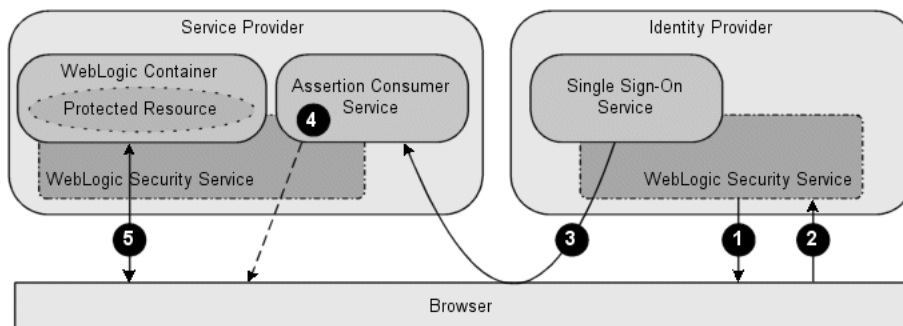 Service Provider
WebLogic Container
Protected Resource
Assertion Consumer
Service
4
WebLogic Security Service
Identity Provider
Single Sign-On
Service
WebLogic Security Service
5
3
1
2
Browser